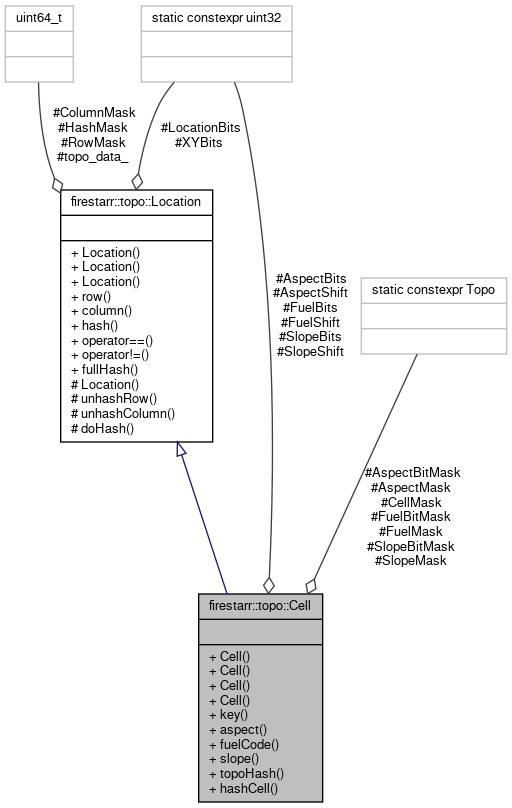 uint64_t
static constexpr uint32
#ColumnMask
#HashMask
#RowMask
#topo_data_
#LocationBits
#XYBits
firestarr::topo::Location
+ Location()
+ Location()
+ Location()
+ row()
+ column()
+ hash()
+ operator==()
+ operator!=()
+ fullHash()
# Location()
# unhashRow()
# unhashColumn()
# doHash()
#AspectBits
#AspectShift
#FuelBits
#FuelShift
#SlopeBits
#SlopeShift
static constexpr Topo
#AspectBitMask
#AspectMask
#CellMask
#FuelBitMask
#FuelMask
#SlopeBitMask
#SlopeMask
firestarr::topo::Cell
+ Cell()
+ Cell()
+ Cell()
+ Cell()
+ key()
+ aspect()
+ fuelCode()
+ slope()
+ topoHash()
+ hashCell()